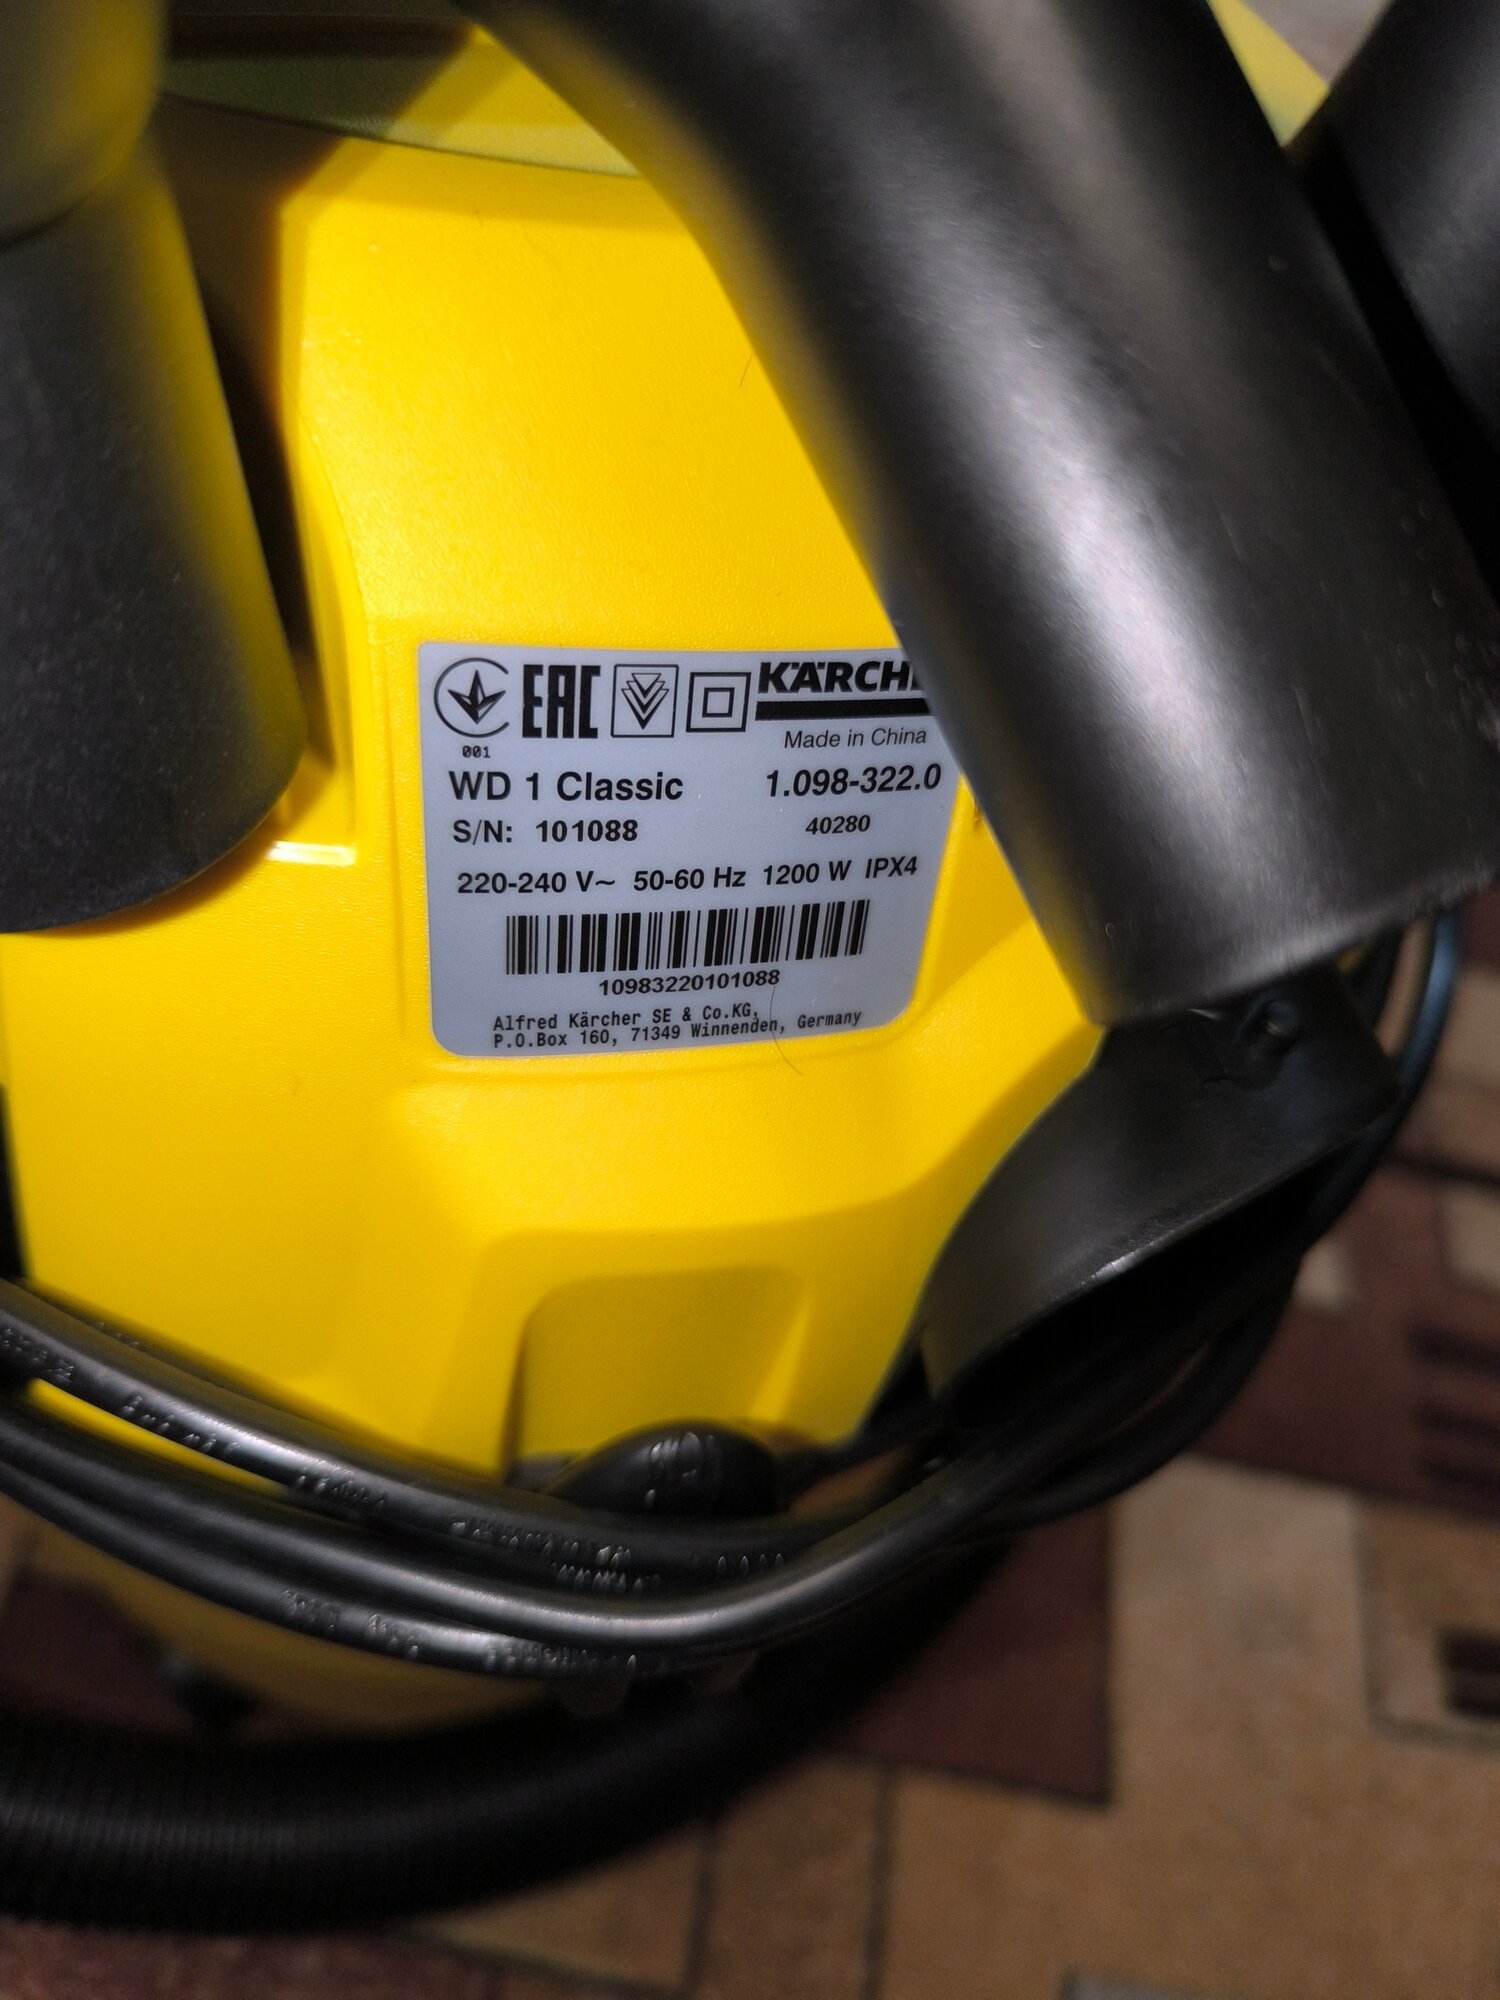 EAC
KÄRCHE
001
Made in China
WD 1 Classic 1.098-322.0
S/N: 101088 40280
220-240 V~ 50-60 Hz 1200 W IPX4
10983220101088
Alfred Kärcher SE & Co.KG,
P.O.Box 160, 71349 Winnenden, Germany